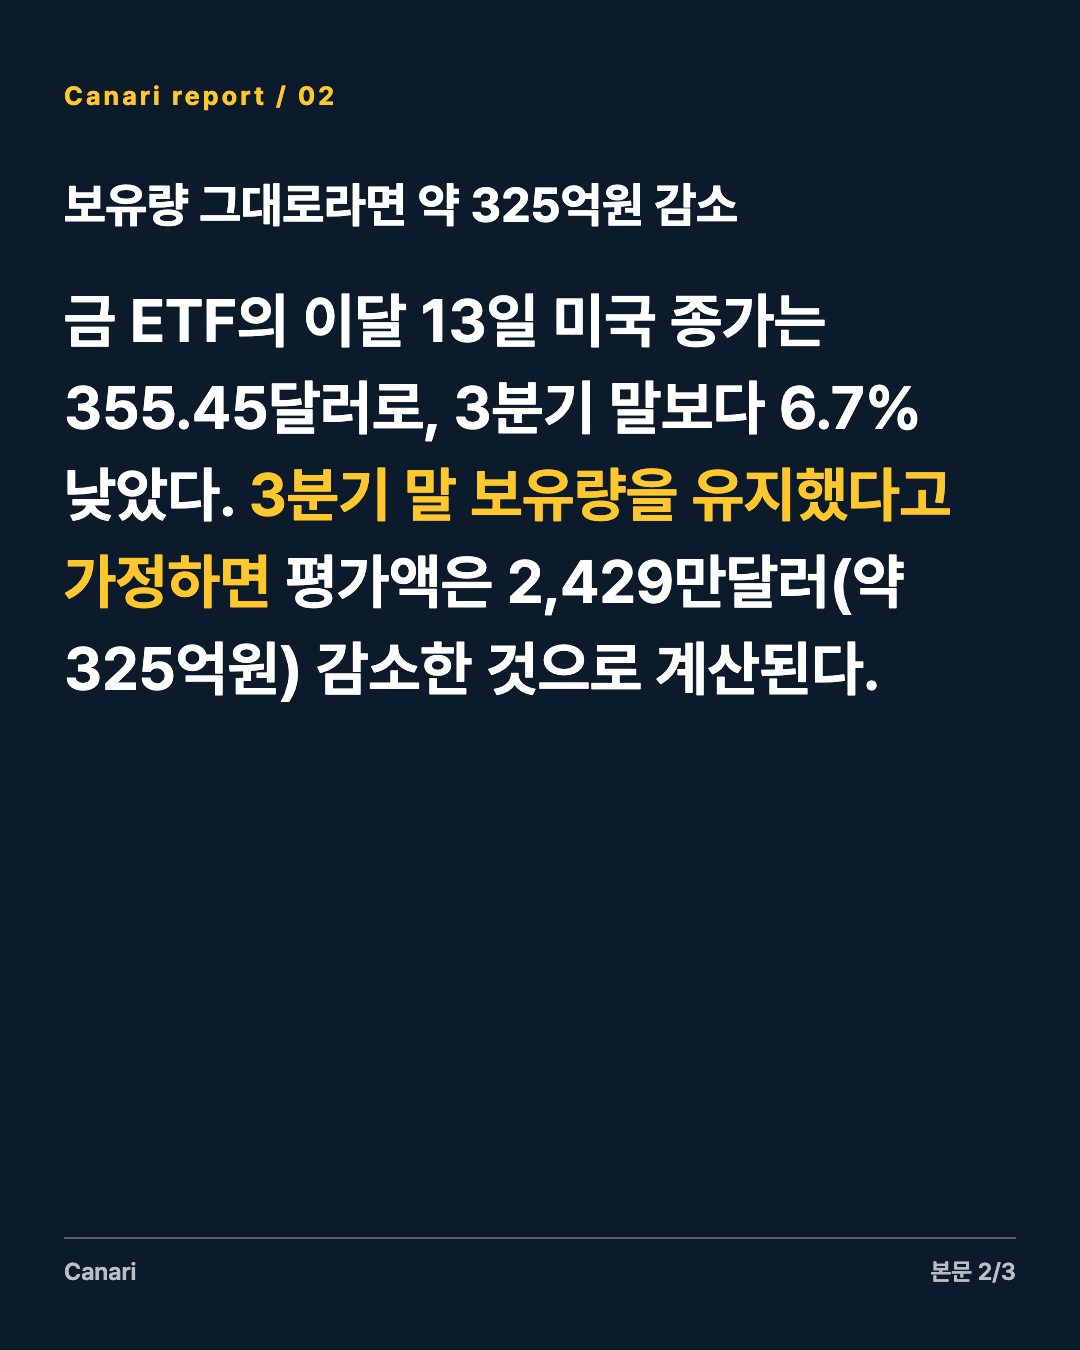 Canari report / 02
보유량 그대로라면 약 325억원 감소
금 ETF의 이달 13일 미국 종가는
355.45달러로, 3분기 말보다 6.7%
낮았다. 3분기 말 보유량을 유지했다고
가정하면 평가액은 2,429만달러(약
325억원) 감소한 것으로 계산된다.
Canari
본문 2/3